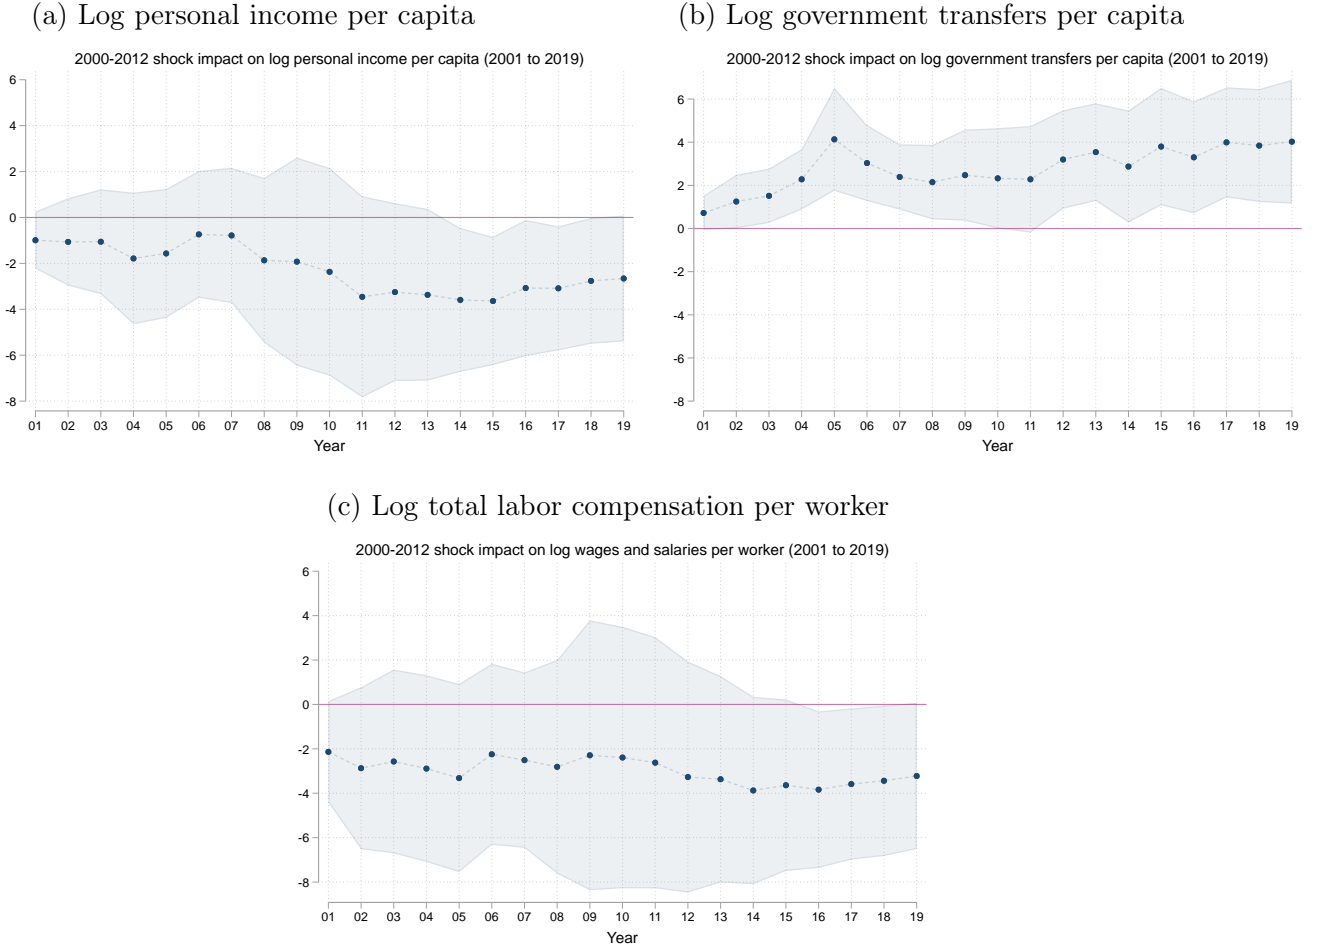 (a) Log personal income per capita
2000-2012 shock impact on log personal income per capita (2001 to 2019)
6
4
2
0
-2
-4
-6
-8
01 02 03 04 05 06 07 08 09 10 11 12 13 14 15 16 17 18 19
Year
(b) Log government transfers per capita
2000-2012 shock impact on log government transfers per capita (2001 to 2019)
6
4
2
0
-2
-4
-6
-8
01 02 03 04 05 06 07 08 09 10 11 12 13 14 15 16 17 18 19
Year
(c) Log total labor compensation per worker
2000-2012 shock impact on log wages and salaries per worker (2001 to 2019)
6
4
2
0
-2
-4
-6
-8
01 02 03 04 05 06 07 08 09 10 11 12 13 14 15 16 17 18 19
Year